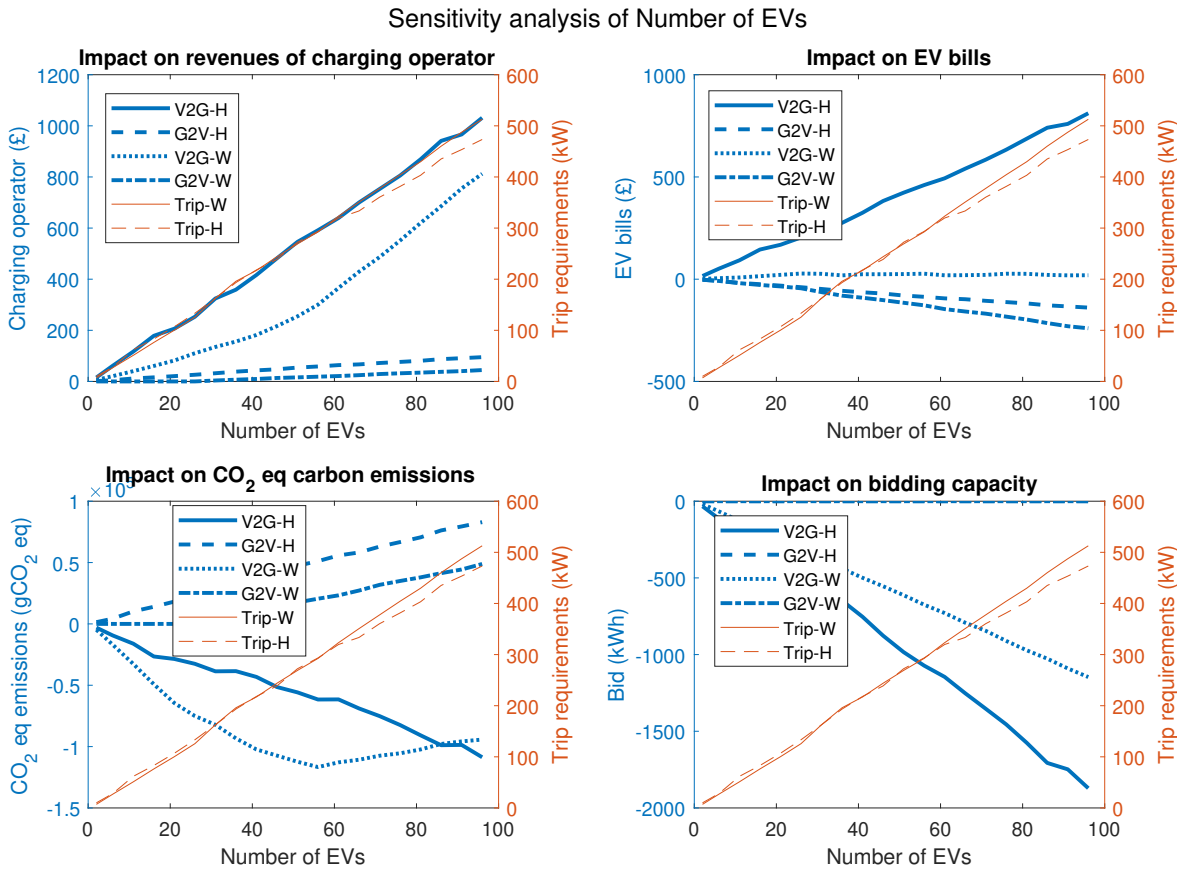 Sensitivity analysis of Number of EVs
Impact on revenues of charging operator
1200
1000
800
600
400
200
0
Charging operator (£)
V2G-H
G2V-H
V2G-W
G2V-W
Trip-W
Trip-H
600
500
400
300
200
100
0
Trip requirements (kW)
0 20 40 60 80 100
Number of EVs
Impact on EV bills
1000
500
0
-500
EV bills (£)
V2G-H
G2V-H
V2G-W
G2V-W
Trip-W
Trip-H
600
500
400
300
200
100
0
Trip requirements (kW)
0 20 40 60 80 100
Number of EVs
Impact on CO2 eq carbon emissions
1
0.5
0
-0.5
-1
-1.5
CO2 eq emissions (gCO2 eq)
V2G-H
G2V-H
V2G-W
G2V-W
Trip-W
Trip-H
600
500
400
300
200
100
0
Trip requirements (kW)
0 20 40 60 80 100
Number of EVs
Impact on bidding capacity
0
-500
-1000
-1500
-2000
Bid (kWh)
V2G-H
G2V-H
V2G-W
G2V-W
Trip-W
Trip-H
600
500
400
300
200
100
0
Trip requirements (kW)
0 20 40 60 80 100
Number of EVs